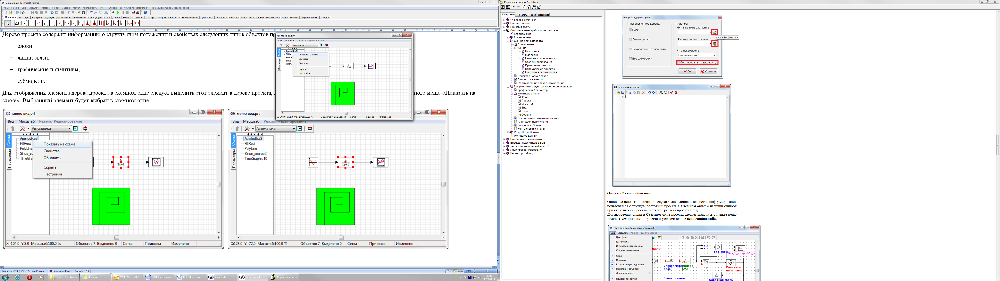 Simulation In Technical Systems
Файл Правка Вид Масштаб Вставка Поиск Сервис Расчёт Инструменты Окно Справка Инструменты автоматики Режим: Локальное моделирование
Источники Операторы Векторные Функции Динамические Нелинейные Субструктуры СПАУ Данные Ключи Логические Триггеры Задержки и импульсы Релейные блоки Дискретные Статистика Кинетика Электроника Сети переменного тока Электромашины Гидроавтоматика Свойства
Дерево проекта содержит информацию о структурном положении и свойствах следующих типов объектов пр
− блоки;
− линии связи;
− графические примитивы;
− субмодели.
Для отображения элемента дерева проекта в схемном окне следует выделить этот элемент в дереве проекта,
тного меню «Показать на
схеме». Выбранный элемент будет выбран в схемном окне.
меню вид.prt
Вид Масштаб Режим: Редактирование
Автоматика
Схема
Параметры
Aperiodika3
FillRect
PolyLine
Sinus_s
TimeGra
Показать на схеме
Свойства
Обновить
Скрыть
Настройка
k
Ts+1
X:-104.0 Y:8.0 Масштаб:100.0 % Объектов 7 Выделено 0 Сетка Привязка Изменено
меню вид.prt
Вид Масштаб Режим: Редактирование
Автоматика
Схема
Параметры
Aperiodika3
FillRect
PolyLine
Sinus_source2
TimeGraphic10
k
Ts+1
X:128.0 Y:-72.0 Масштаб:100.0 % Объектов 7 Выделено 0 Сетка Привязка Изменено
меню вид.prt
Вид Масштаб Режим: Редактирование
Автоматика
Схема
Параметры
Aperiodika3
FillRec
PolyLi
Sinus_
TimeG
Показать на схеме
Свойства
Обновить
Скрыть
Настройка
k
Ts+1
X:-104.0 Y:16.0 Масштаб:100.0 % Объектов 7 Выделено 0 Сетка Привязка Изменено
Число слов: 778 Русский (Россия) Исправления: Выкл. Вставка 160%
Записки SWB - Microsoft ... СОП Контекстно... СОП Меню Вид... SimInTech меню вид.prt Справочная сист... Ru 17:11
02.10.2014
Справочная система SimInTech
Содержание Указатель Поиск Избранное
Что такое SimInTech
Начало работы
Приёмы работы
Описание интерфейса пользователя
Главное окно
Главное меню
Схемное окно проекта
Схемное окно
Вид
Цвет фона
Шаг сетки
Интервал перерисовки
Степень размывания
Привязка объектов
Всплывающие объекты
Настройка окна проекта
Редактор новых блоков
Библиотека классов
Формирование расчетного задания
Графический редактор изображений блоков
Графический редактор
Командное меню
Файл
Правка
Масштаб
Вид
Окно
Сервис
Специальные сочетания клавиш
Анимационная система
Команды шаблона
Контейнер и сигналы
Разработка блоков
Менеджер данных
Подсистема автоматики
База данных сигналов SDB
Теплогидравлический код TPP
Язык программирования
Редактор таблиц
Настройка дерева проекта
Типы элементов дерева
Блоки
Линии связи
Декоративные элементы
Все субмодели
Фильтры
Фильтр типа элемента
Настройка фильтров
Фильтр имени элемента
Что показывать
Тип элемента
Сортировать по алфавиту
Ok Отмена
Текстовый редактор
1
Опция «Окно сообщений»
Опция «Окно сообщений» служит для дополнительного информирования
пользователя о текущем состоянии проекта в Схемном окне: о наличии ошибок
при выполнении проекта, о статусе расчета проекта и т.д.
Для включения опции в Схемном окне проекта следует включить в пункте меню
«Вид» Схемного окна проекта переключатель «Окно сообщений».
Реактор с релейным регулятором.prt
Вид Масштаб Режим: Редактирование
Цвет фона...
Шаг сетки...
Интервал перерисовки...
Степень размывания...
Сетка
Привязка
Всплывающие подсказки
Привязка к объектам
Дополнительно
Полосы прокрутки
Управляющее
реле
Привод
СУЗ
Кинетика
нейтронов
Запаздывание
Обратная связь